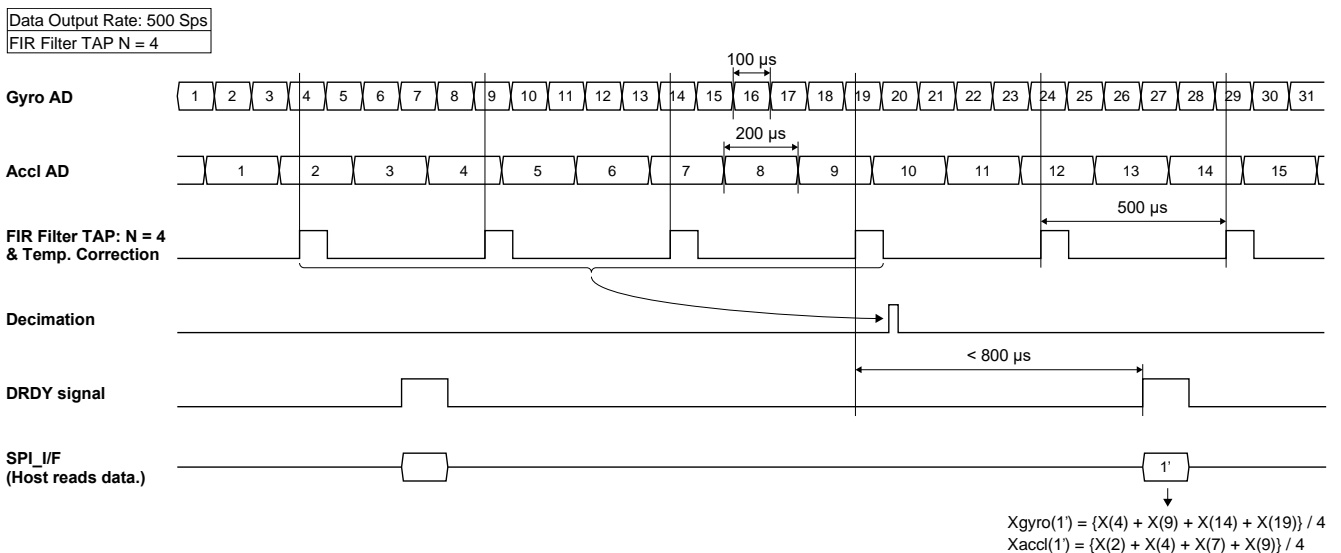 Data Output Rate: 500 Sps
FIR Filter TAP N = 4
100 µs
Gyro AD 1 2 3 4 5 6 7 8 9 10 11 12 13 14 15 16 17 18 19 20 21 22 23 24 25 26 27 28 29 30 31
200 µs
Accl AD 1 2 3 4 5 6 7 8 9 10 11 12 13 14 15
500 µs
FIR Filter TAP: N = 4
& Temp. Correction
Decimation
< 800 µs
DRDY signal
SPI_I/F
(Host reads data.)
1'
Xgyro(1') = {X(4) + X(9) + X(14) + X(19)} / 4
Xaccl(1') = {X(2) + X(4) + X(7) + X(9)} / 4